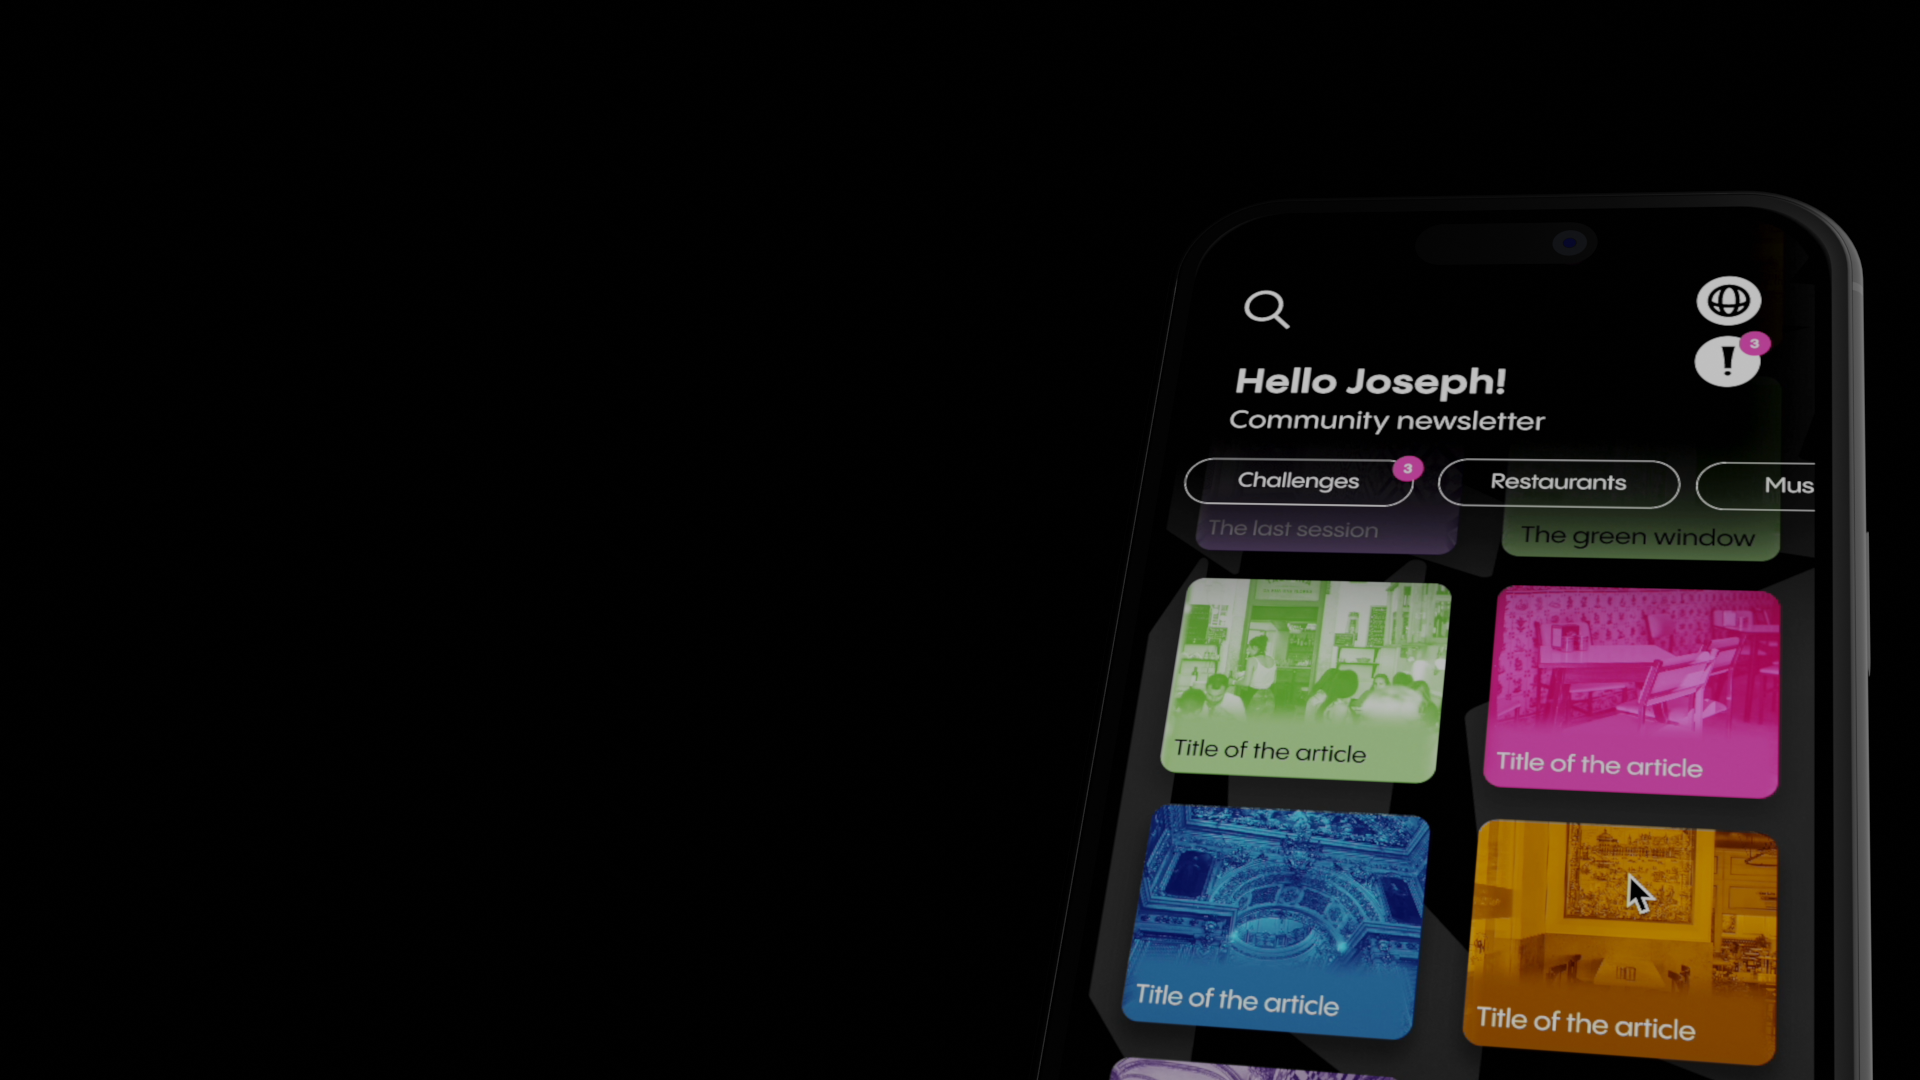 3
Hello Joseph!
Community newsletter
Challenges
3
Restaurants
Mus
The last session
The green window
Title of the article
Title of the article
Title of the article
Title of the article